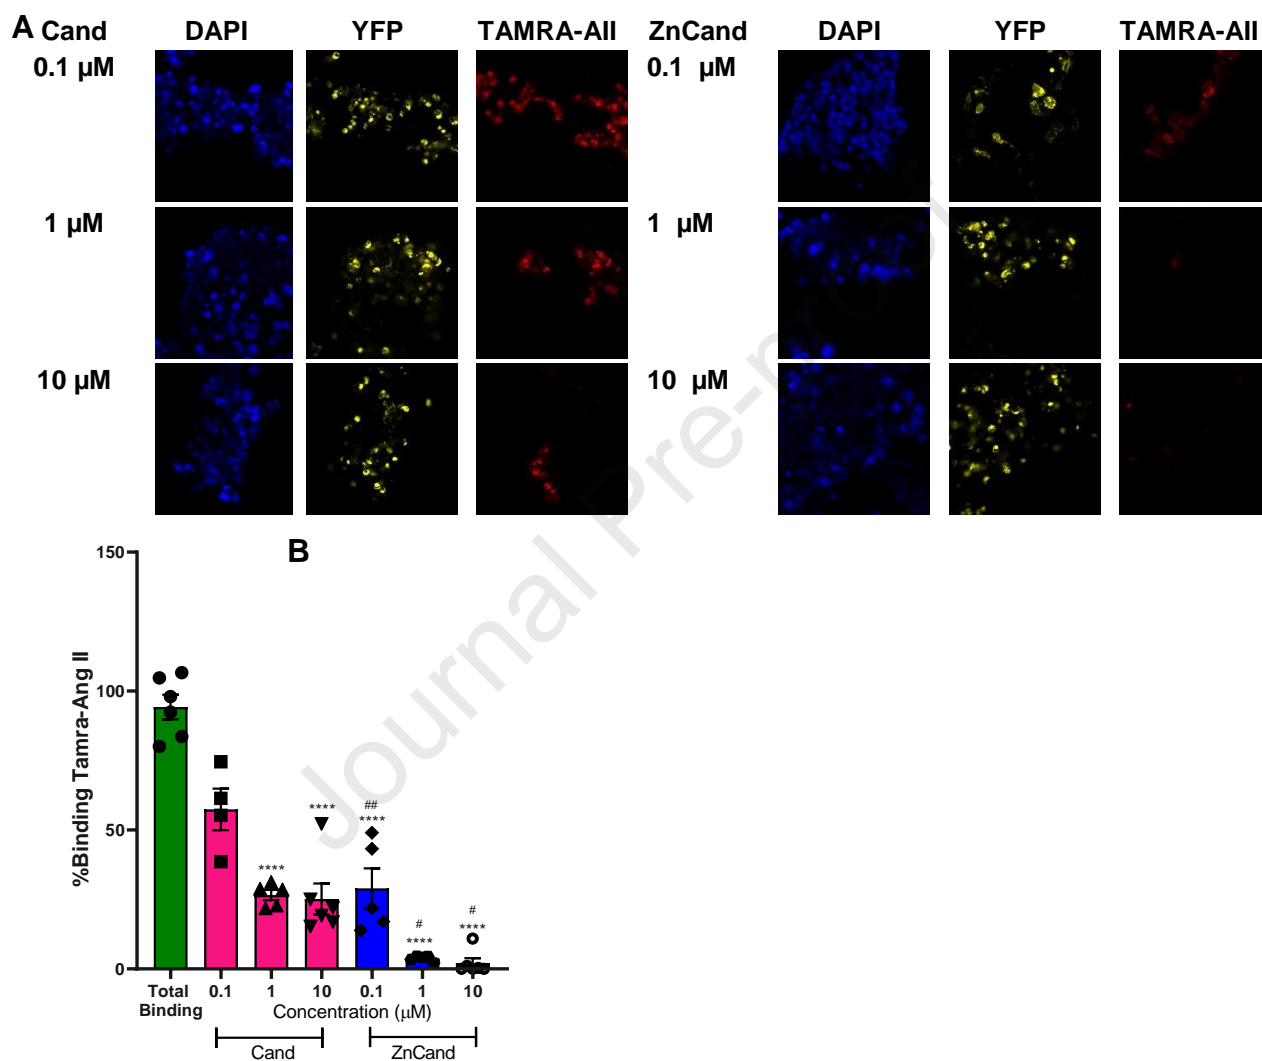 A Cand DAPI YFP TAMRA-AII ZnCand DAPI YFP TAMRA-AII
0.1 µM 0.1 µM
1 µM 1 µM
10 µM 10 µM
Journal Pre-proof
B
150
100
50
0
%Binding Tamra-Ang II
**** **** ## **** # **** # ****
Total Binding 0.1 1 10 0.1 1 10
Concentration (µM)
Cand ZnCand